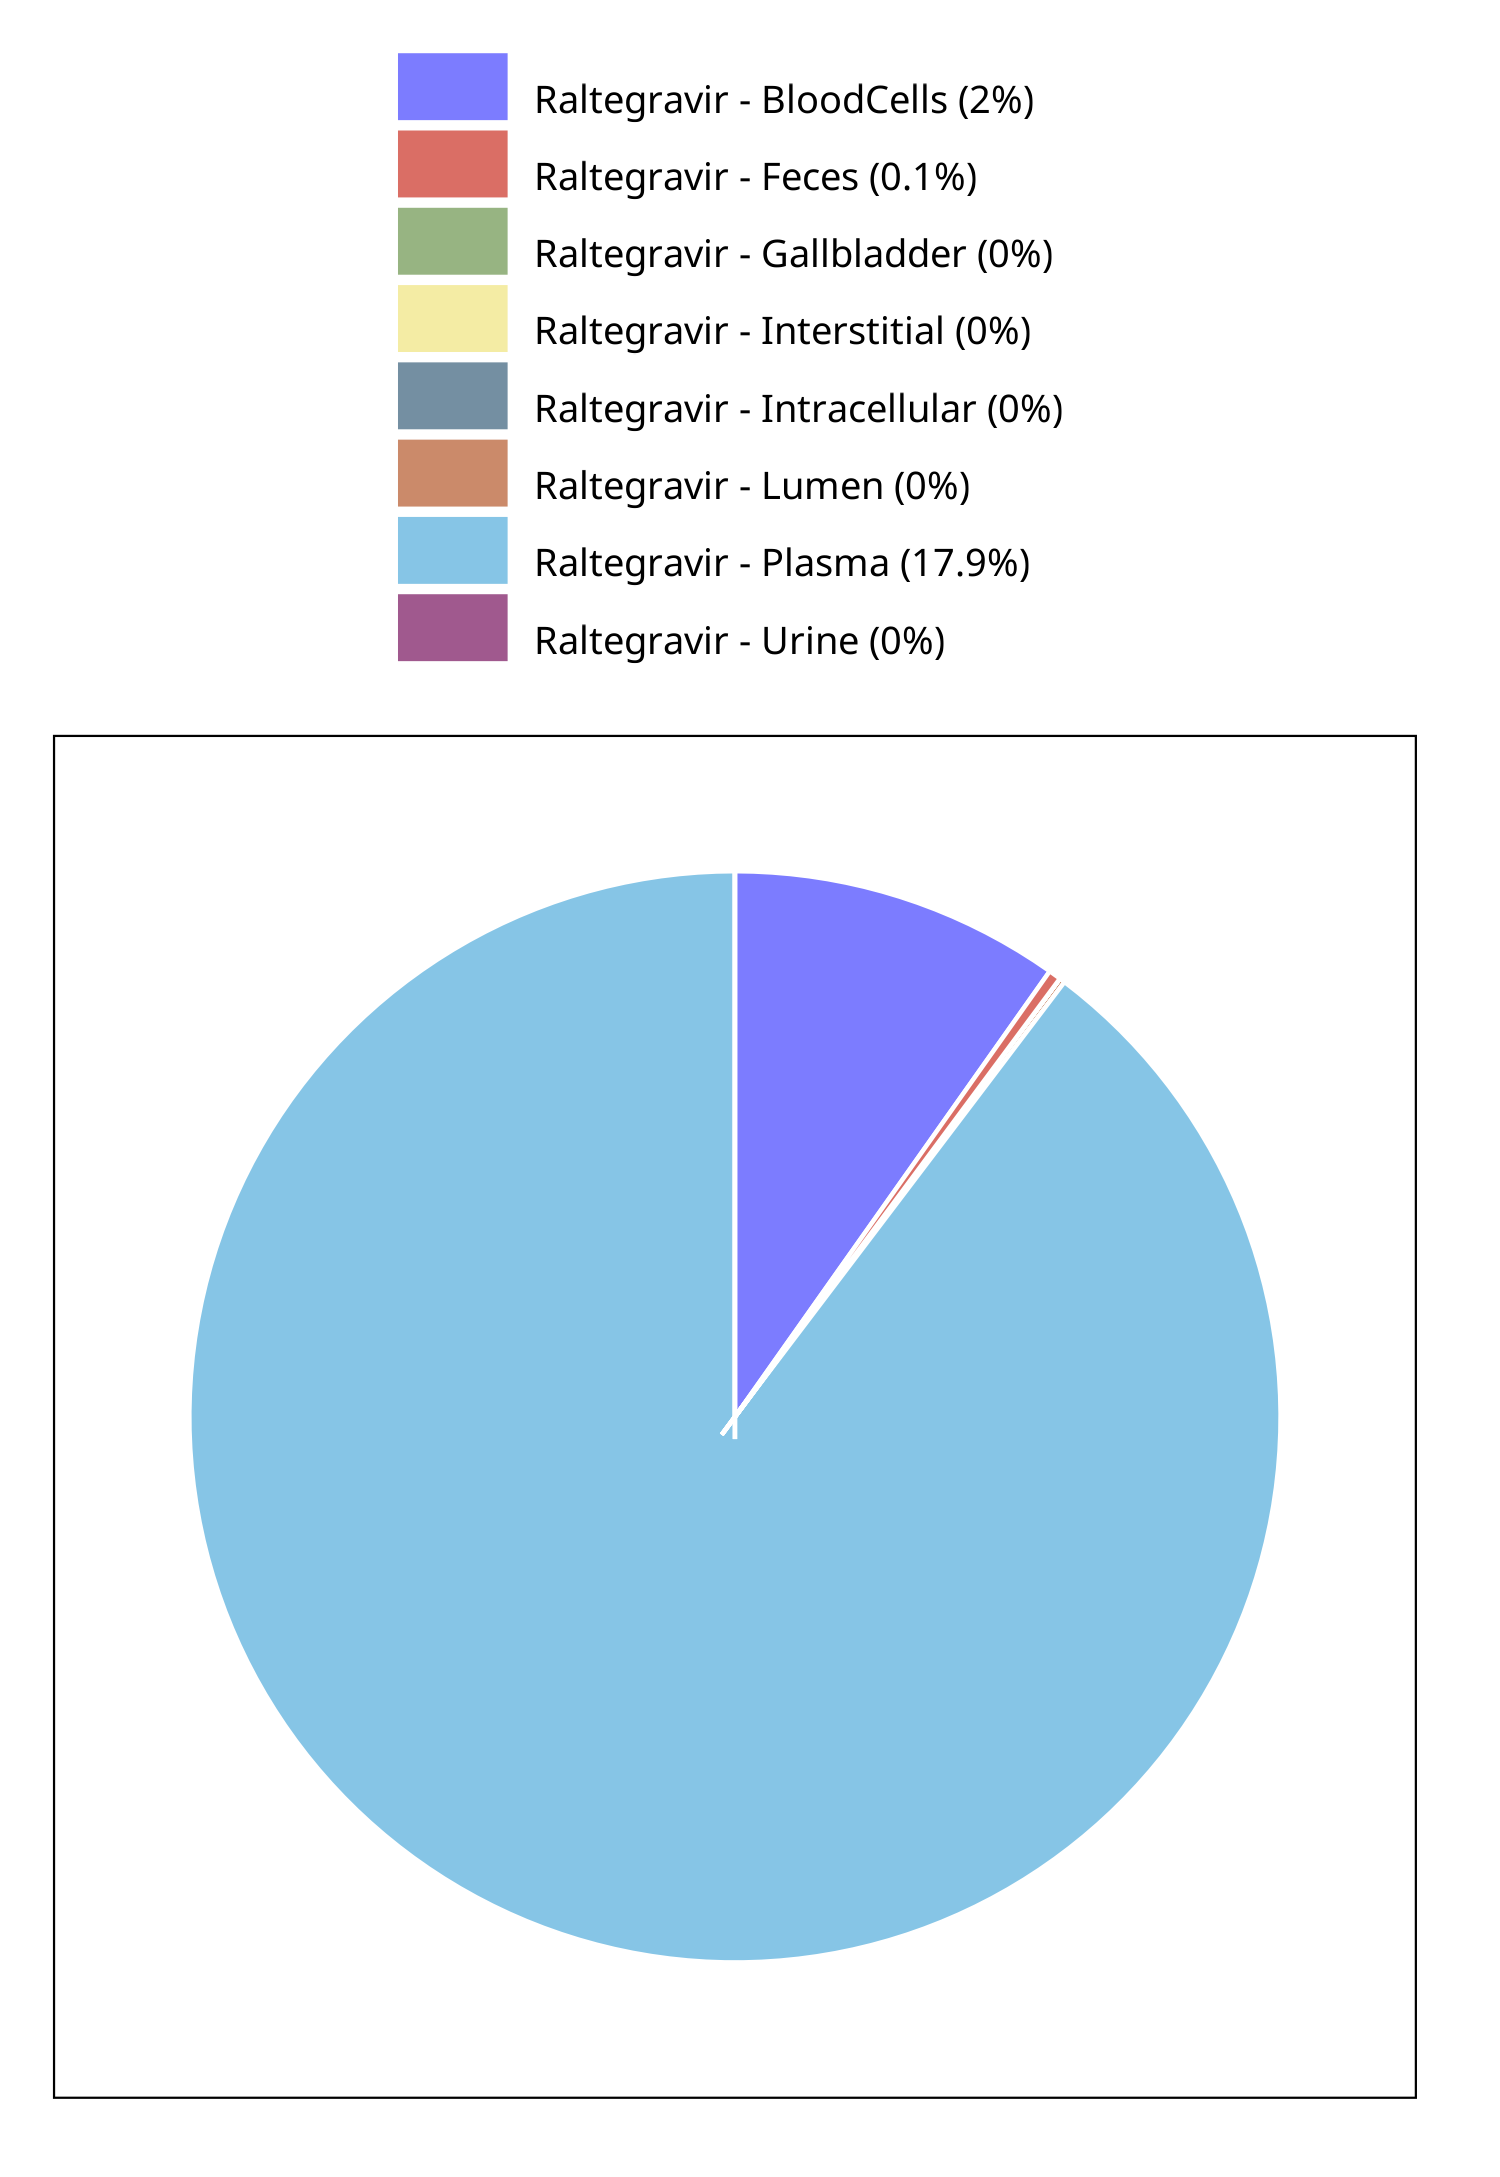 Raltegravir - BloodCells (2%)
Raltegravir - Feces (0.1%)
Raltegravir - Gallbladder (0%)
Raltegravir - Interstitial (0%)
Raltegravir - Intracellular (0%)
Raltegravir - Lumen (0%)
Raltegravir - Plasma (17.9%)
Raltegravir - Urine (0%)